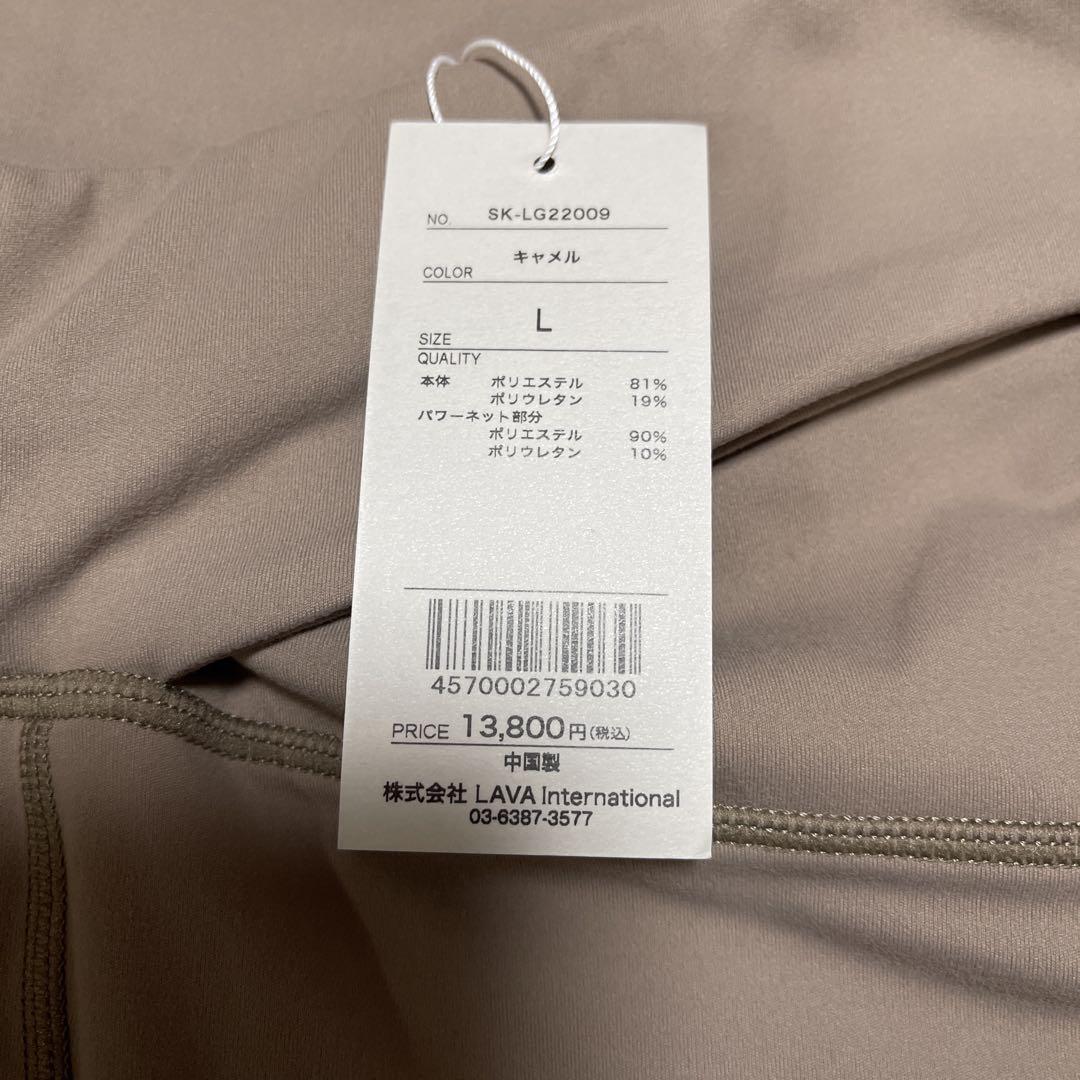 NO. SK-LG22009
COLOR キャメル
SIZE L
QUALITY
本体 ポリエステル 81%
ポリウレタン 19%
パワーネット部分
ポリエステル 90%
ポリウレタン 10%
4570002759030
PRICE 13,800円(税込)
中国製
株式会社 LAVA International
03-6387-3577